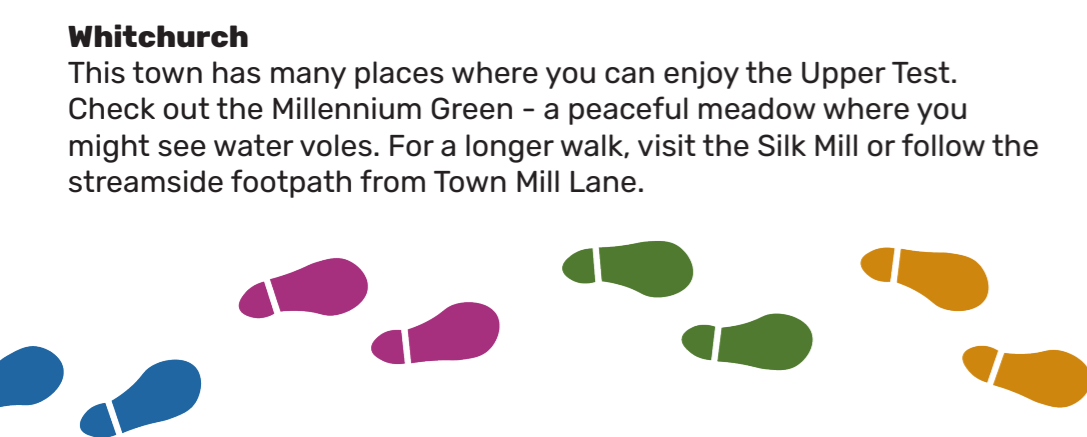 Whitchurch
This town has many places where you can enjoy the Upper Test.
Check out the Millennium Green - a peaceful meadow where you
might see water voles. For a longer walk, visit the Silk Mill or follow the
streamside footpath from Town Mill Lane.